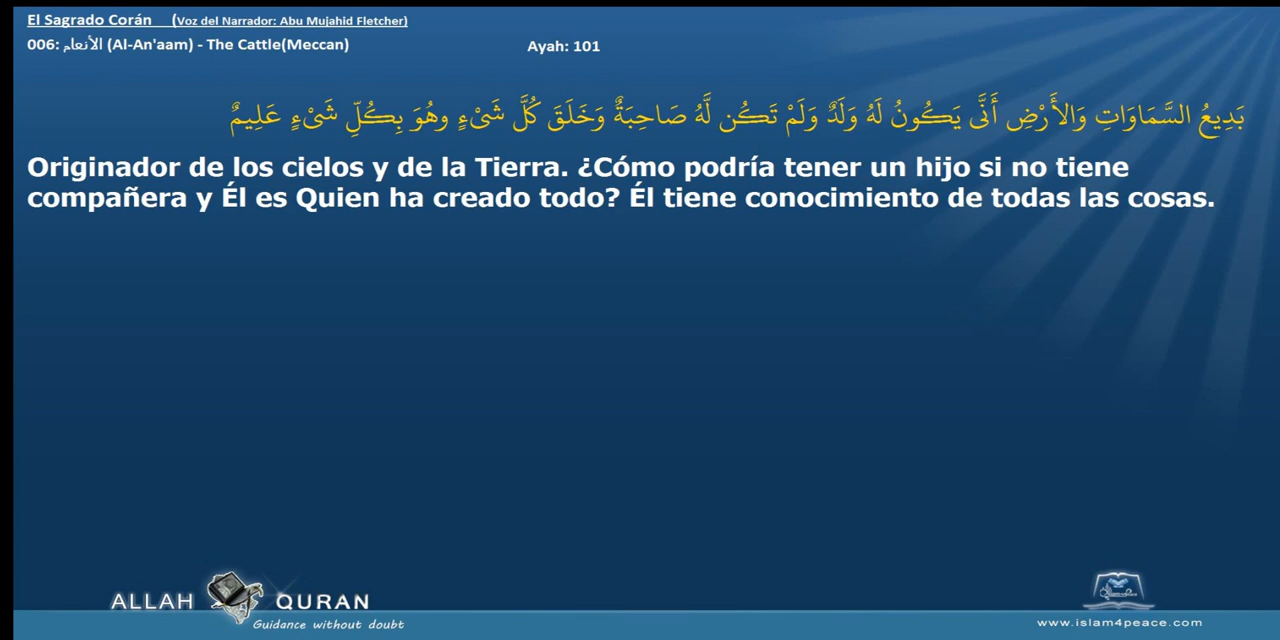 El Sagrado Corán (Voz del Narrador: Abu Mujahid Fletcher)
006: الأنعام (Al-An'aam) - The Cattle(Meccan) Ayah: 101
بَدِيعُ السَّمَاوَاتِ وَالأَرْضِ أَنَّى يَكُونُ لَهُ وَلَدٌ وَلَمْ تَكُن لَّهُ صَاحِبَةٌ وَخَلَقَ كُلَّ شَىْءٍ وهُوَ بِكُلِّ شَىْءٍ عَلِيمٌ
Originador de los cielos y de la Tierra. ¿Cómo podría tener un hijo si no tiene
compañera y Él es Quien ha creado todo? Él tiene conocimiento de todas las cosas.
ALLAH QURAN
Guidance without doubt
www.islam4peace.com